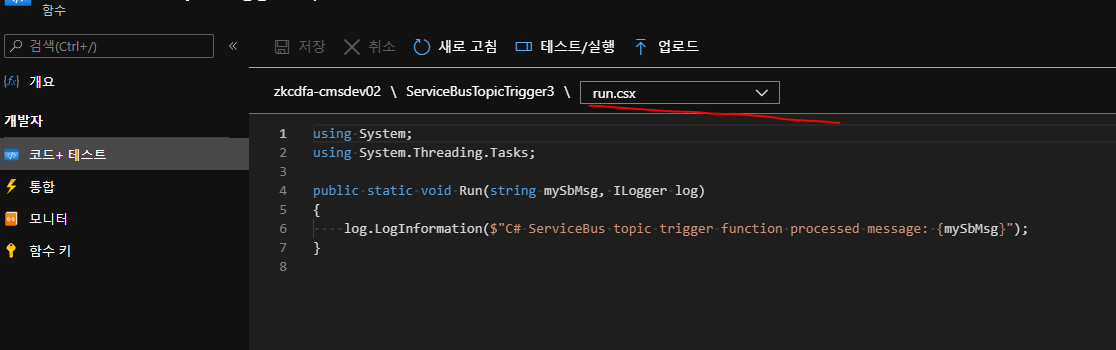 함수
검색(Ctrl+/)
«
저장
취소
새로 고침
테스트/실행
업로드
개요
zkcdfa-cmsdev02 \ ServiceBusTopicTrigger3 \ run.csx
개발자
코드+ 테스트
통합
모니터
함수 키
1 using System;
2 using System.Threading.Tasks;
3
4 public static void Run(string mySbMsg, ILogger log)
5 {
6 log.LogInformation($"C# ServiceBus topic trigger function processed message: {mySbMsg}");
7 }
8